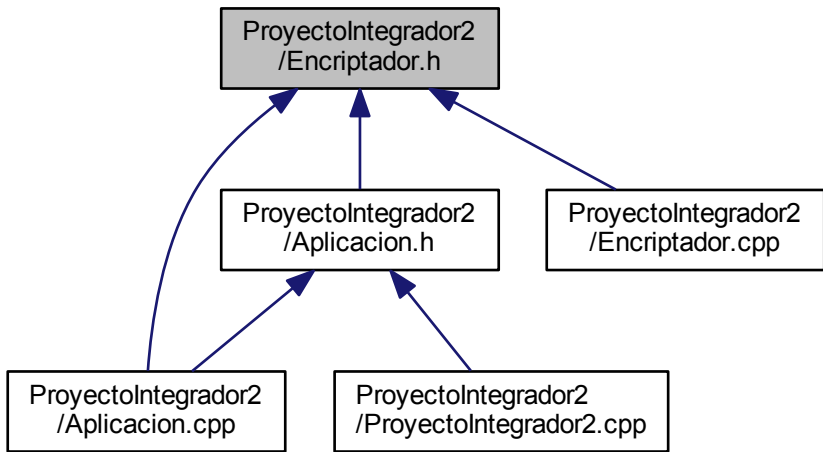 ProyectoIntegrador2
/Encriptador.h
ProyectoIntegrador2
/Aplicacion.h
ProyectoIntegrador2
/Encriptador.cpp
ProyectoIntegrador2
/Aplicacion.cpp
ProyectoIntegrador2
/ProyectoIntegrador2.cpp